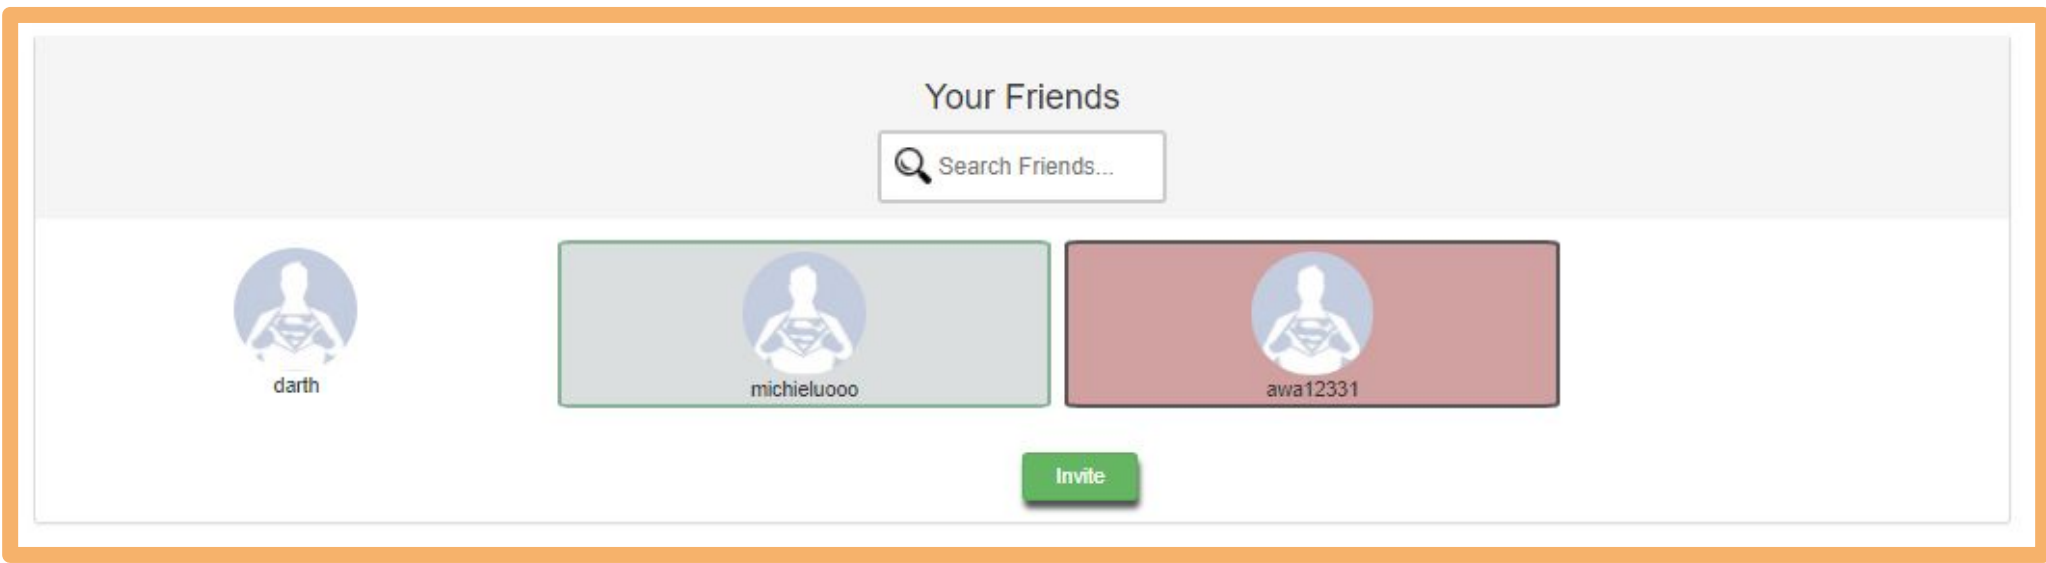 Your Friends
Search Friends...
darth
michieluooo
awa12331
Invite